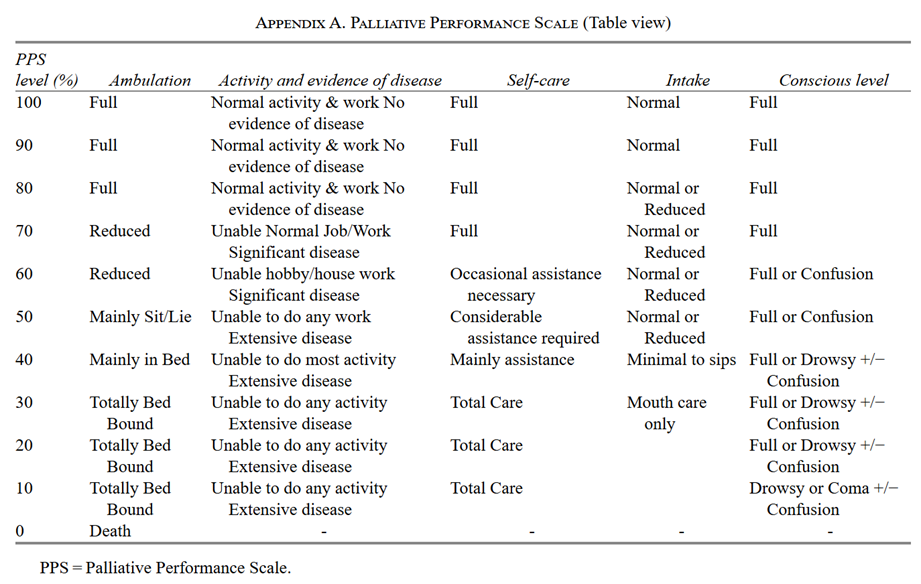 APPENDIX A. PALLIATIVE PERFORMANCE SCALE (Table view)
PPS
level (%) Ambulation Activity and evidence of disease Self-care Intake Conscious level
100 Full Normal activity & work No Full Normal Full
evidence of disease
90 Full Normal activity & work No Full Normal Full
evidence of disease
80 Full Normal activity & work No Full Normal or Full
evidence of disease Reduced
70 Reduced Unable Normal Job/Work Full Normal or Full
Significant disease Reduced
60 Reduced Unable hobby/house work Occasional assistance Normal or Full or Confusion
Significant disease necessary Reduced
50 Mainly Sit/Lie Unable to do any work Considerable Normal or Full or Confusion
Extensive disease assistance required Reduced
40 Mainly in Bed Unable to do most activity Mainly assistance Minimal to sips Full or Drowsy +/−
Extensive disease Confusion
30 Totally Bed Unable to do any activity Total Care Mouth care Full or Drowsy +/−
Bound Extensive disease only Confusion
20 Totally Bed Unable to do any activity Total Care Full or Drowsy +/−
Bound Extensive disease Confusion
10 Totally Bed Unable to do any activity Total Care Drowsy or Coma +/−
Bound Extensive disease Confusion
0 Death - - - -
PPS = Palliative Performance Scale.